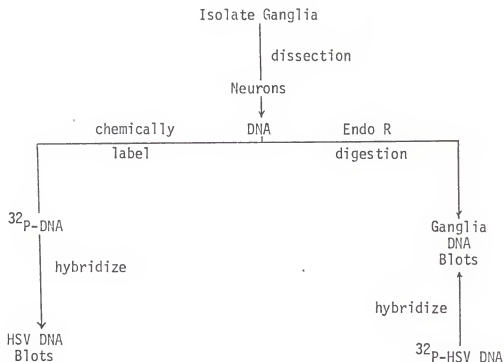 Isolate Ganglia
dissection
Neurons
chemically DNA Endo R
label digestion
32P-DNA
Ganglia
DNA
Blots
hybridize
hybridize
HSV DNA
Blots
32P-HSV DNA